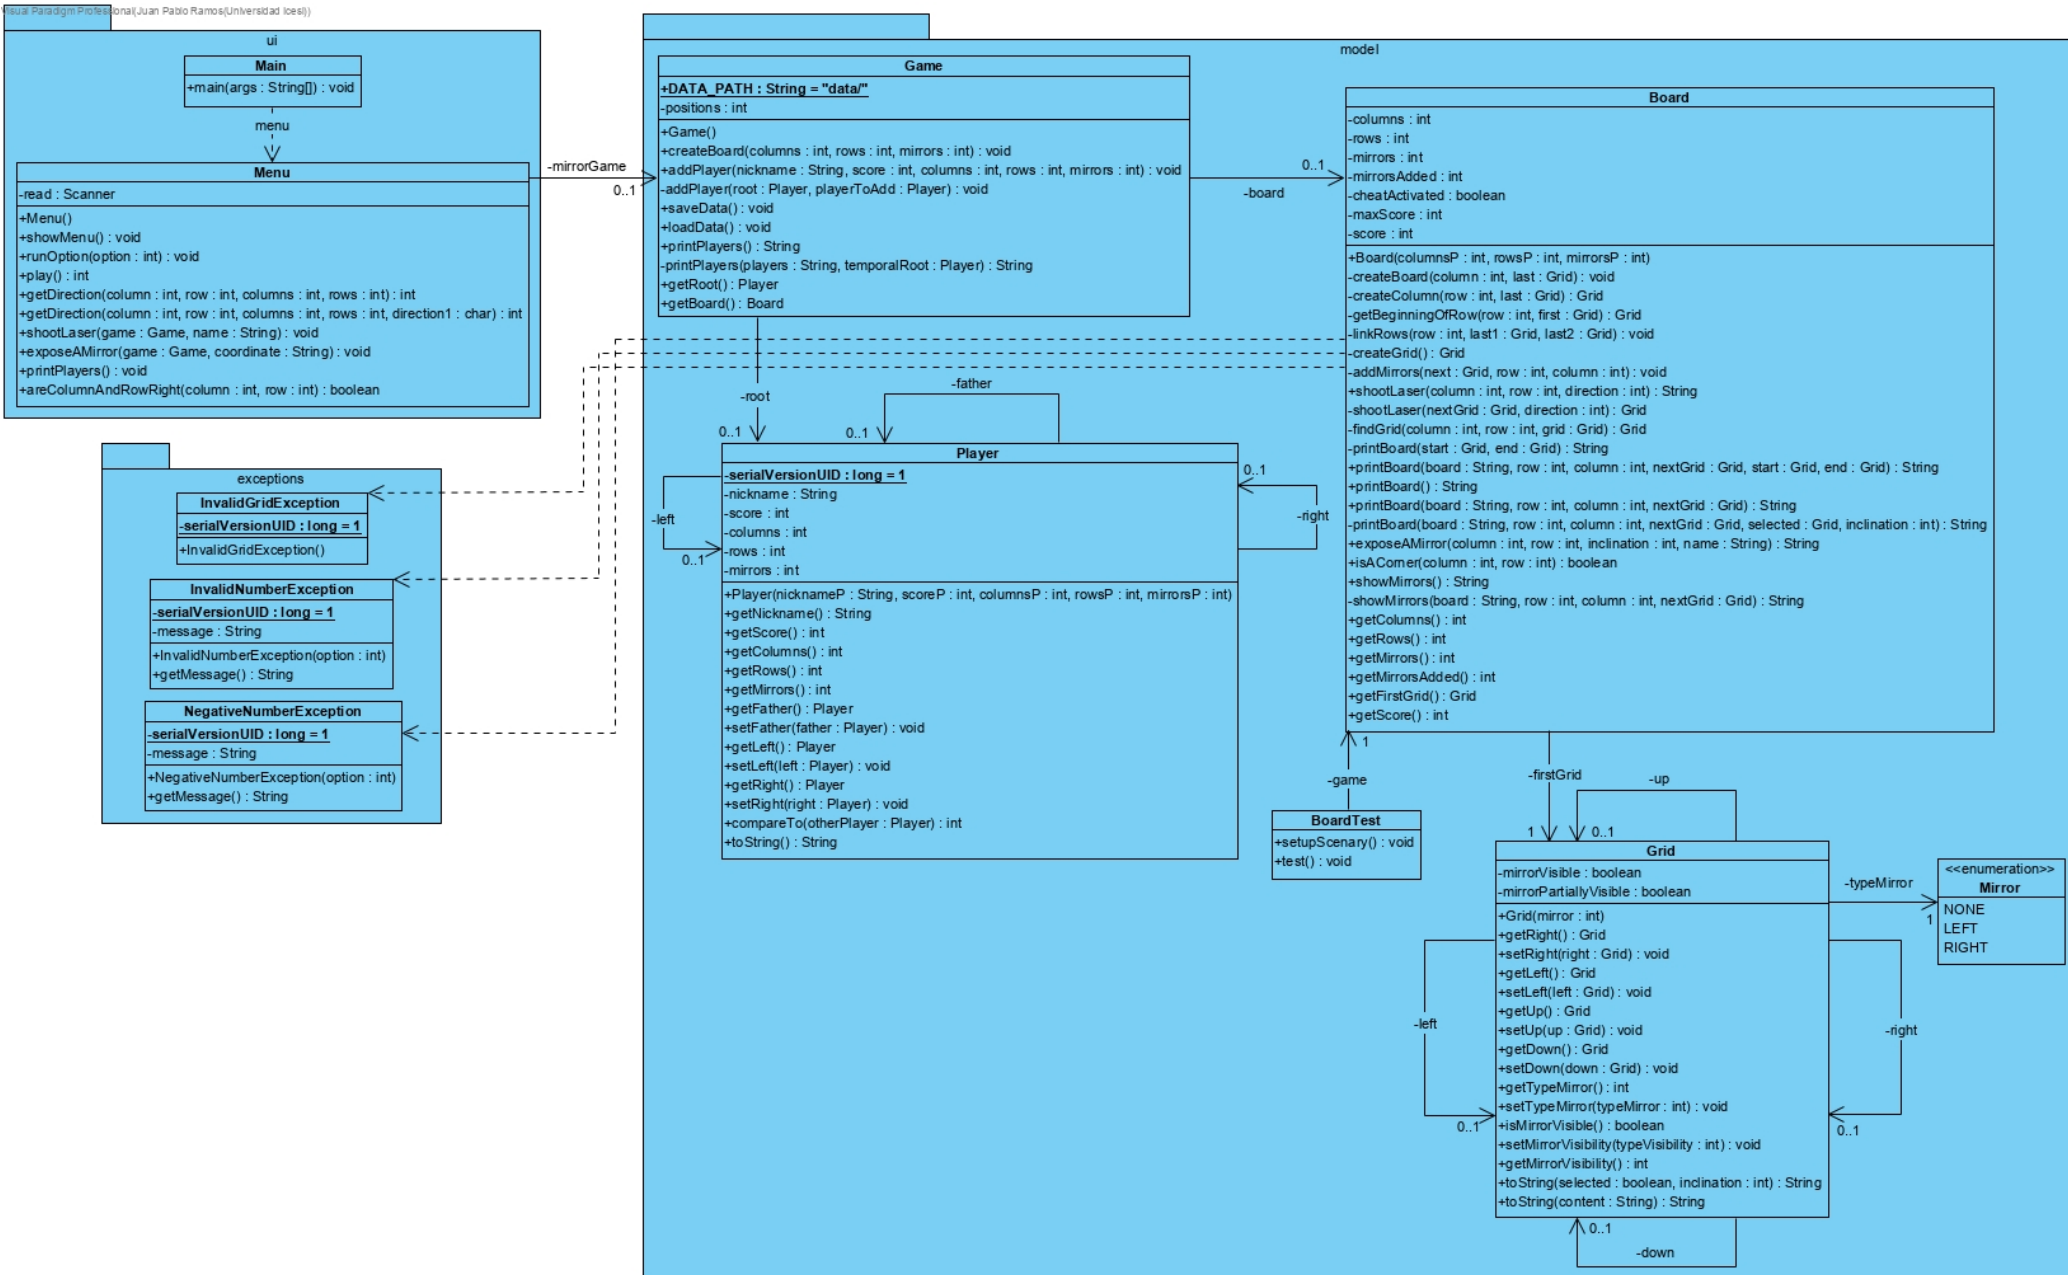 Visual Paradigm Professional(Juan Pablo Ramos(Universidad Icesi))
ui
Main
+main(args : String[]) : void
menu
Menu
-read : Scanner
+Menu()
+showMenu() : void
+runOption(option : int) : void
+play() : int
+getDirection(column : int, row : int, columns : int, rows : int) : int
+getDirection(column : int, row : int, columns : int, rows : int, direction1 : char) : int
+shootLaser(game : Game, name : String) : void
+exposeAMirror(game : Game, coordinate : String) : void
+printPlayers() : void
+areColumnAndRowRight(column : int, row : int) : boolean
-mirrorGame
0..1
exceptions
InvalidGridException
-serialVersionUID : long = 1
+InvalidGridException()
InvalidNumberException
-serialVersionUID : long = 1
-message : String
+InvalidNumberException(option : int)
+getMessage() : String
NegativeNumberException
-serialVersionUID : long = 1
-message : String
+NegativeNumberException(option : int)
+getMessage() : String
model
Game
+DATA_PATH : String = "data/"
-positions : int
+Game()
+createBoard(columns : int, rows : int, mirrors : int) : void
+addPlayer(nickname : String, score : int, columns : int, rows : int, mirrors : int) : void
-addPlayer(root : Player, playerToAdd : Player) : void
+saveData() : void
+loadData() : void
+printPlayers() : String
-printPlayers(players : String, temporalRoot : Player) : String
+getRoot() : Player
+getBoard() : Board
0..1
-board
-root
0..1
-father
0..1
-left
0..1
0..1
-right
Player
-serialVersionUID : long = 1
-nickname : String
-score : int
-columns : int
-rows : int
-mirrors : int
+Player(nicknameP : String, scoreP : int, columnsP : int, rowsP : int, mirrorsP : int)
+getNickname() : String
+getScore() : int
+getColumns() : int
+getRows() : int
+getMirrors() : int
+getFather() : Player
+setFather(father : Player) : void
+getLeft() : Player
+setLeft(left : Player) : void
+getRight() : Player
+setRight(right : Player) : void
+compareTo(otherPlayer : Player) : int
+toString() : String
Board
-columns : int
-rows : int
-mirrors : int
-mirrorsAdded : int
-cheatActivated : boolean
-maxScore : int
-score : int
+Board(columnsP : int, rowsP : int, mirrorsP : int)
-createBoard(column : int, last : Grid) : void
-createColumn(row : int, last : Grid) : Grid
-getBeginningOfRow(row : int, first : Grid) : Grid
-linkRows(row : int, last1 : Grid, last2 : Grid) : void
-createGrid() : Grid
-addMirrors(next : Grid, row : int, column : int) : void
+shootLaser(column : int, row : int, direction : int) : String
-shootLaser(nextGrid : Grid, direction : int) : Grid
-findGrid(column : int, row : int, grid : Grid) : Grid
-printBoard(start : Grid, end : Grid) : String
+printBoard(board : String, row : int, column : int, nextGrid : Grid, start : Grid, end : Grid) : String
+printBoard() : String
+printBoard(board : String, row : int, column : int, nextGrid : Grid) : String
-printBoard(board : String, row : int, column : int, nextGrid : Grid, selected : Grid, inclination : int) : String
+exposeAMirror(column : int, row : int, inclination : int, name : String) : String
+isACorner(column : int, row : int) : boolean
+showMirrors() : String
-showMirrors(board : String, row : int, column : int, nextGrid : Grid) : String
+getColumns() : int
+getRows() : int
+getMirrors() : int
+getMirrorsAdded() : int
+getFirstGrid() : Grid
+getScore() : int
1
-game
BoardTest
+setupScenary() : void
+test() : void
-firstGrid
1
-up
0..1
Grid
-mirrorVisible : boolean
-mirrorPartiallyVisible : boolean
+Grid(mirror : int)
+getRight() : Grid
+setRight(right : Grid) : void
+getLeft() : Grid
+setLeft(left : Grid) : void
+getUp() : Grid
+setUp(up : Grid) : void
+getDown() : Grid
+setDown(down : Grid) : void
+getTypeMirror() : int
+setTypeMirror(typeMirror : int) : void
+isMirrorVisible() : boolean
+setMirrorVisibility(typeVisibility : int) : void
+getMirrorVisibility() : int
+toString(selected : boolean, inclination : int) : String
+toString(content : String) : String
-left
0..1
-right
0..1
0..1
-down
-typeMirror
1
<<enumeration>>
Mirror
NONE
LEFT
RIGHT